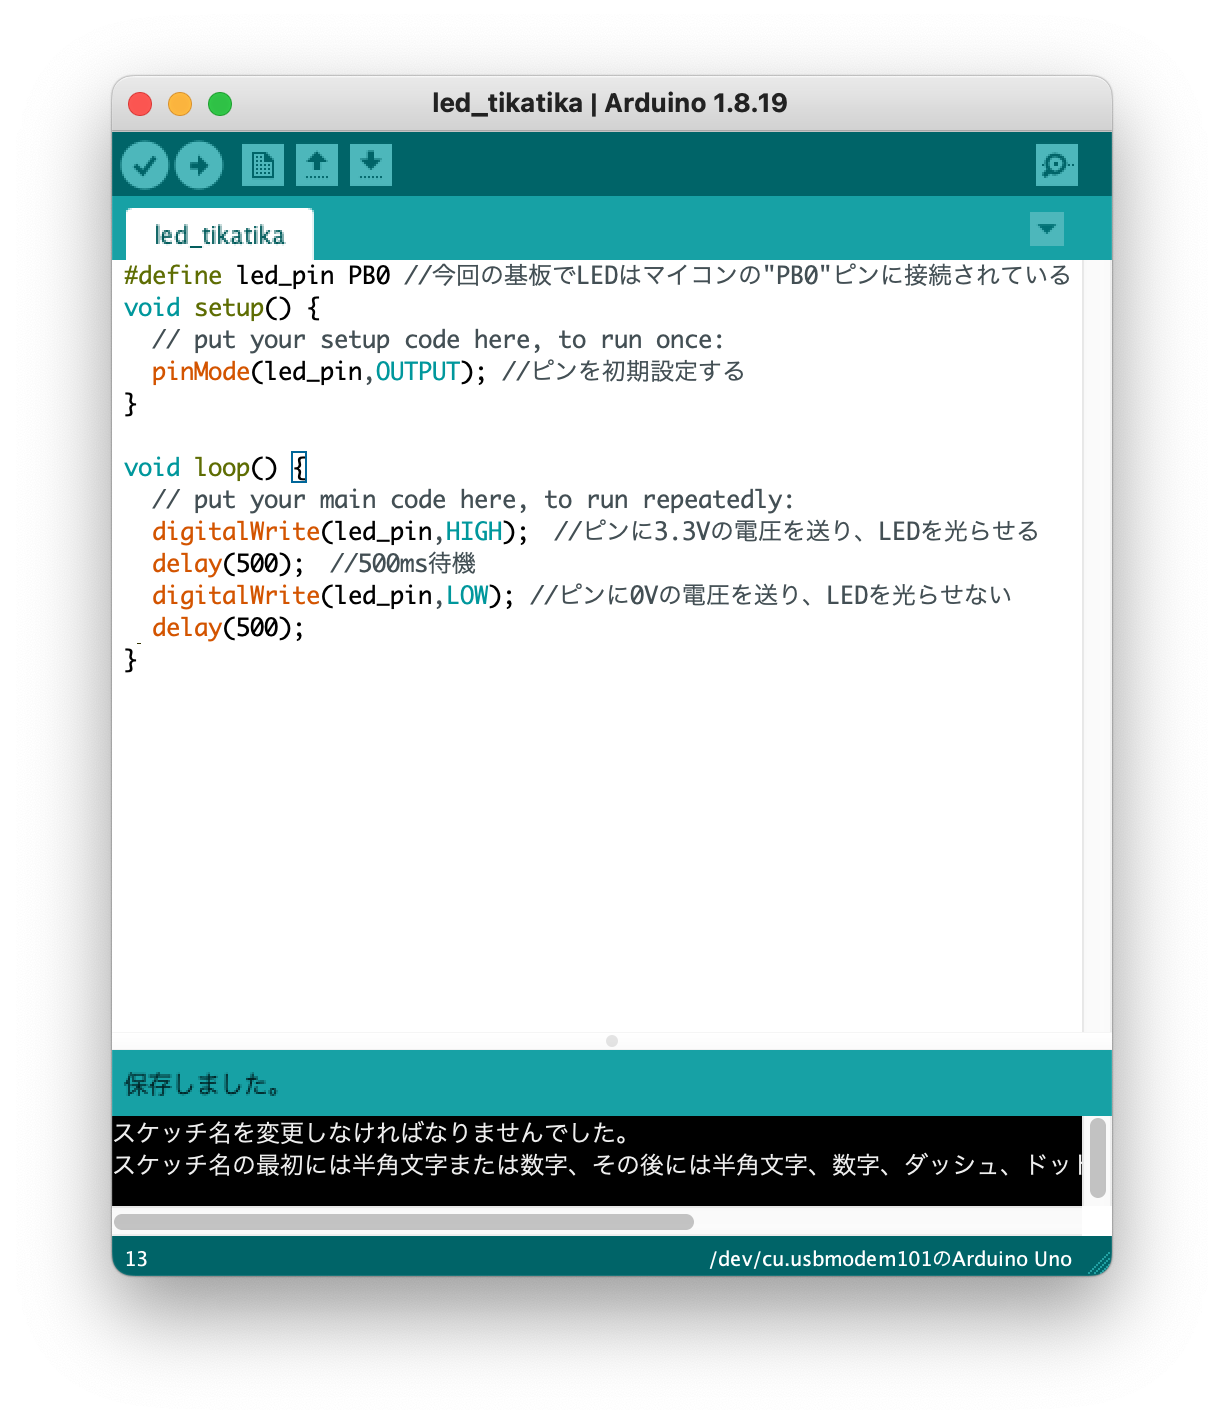 led_tikatika | Arduino 1.8.19
led_tikatika
#define led_pin PB0 //今回の基板でLEDはマイコンの"PB0"ピンに接続されている
void setup() {
  // put your setup code here, to run once:
  pinMode(led_pin,OUTPUT); //ピンを初期設定する
}
void loop() {
  // put your main code here, to run repeatedly:
  digitalWrite(led_pin,HIGH);  //ピンに3.3Vの電圧を送り、LEDを光らせる
  delay(500);  //500ms待機
  digitalWrite(led_pin,LOW); //ピンに0Vの電圧を送り、LEDを光らせない
  delay(500);
}
保存しました。
スケッチ名を変更しなければなりませんでした。
スケッチ名の最初には半角文字または数字、その後には半角文字、数字、ダッシュ、ドット
13
/dev/cu.usbmodem101のArduino Uno